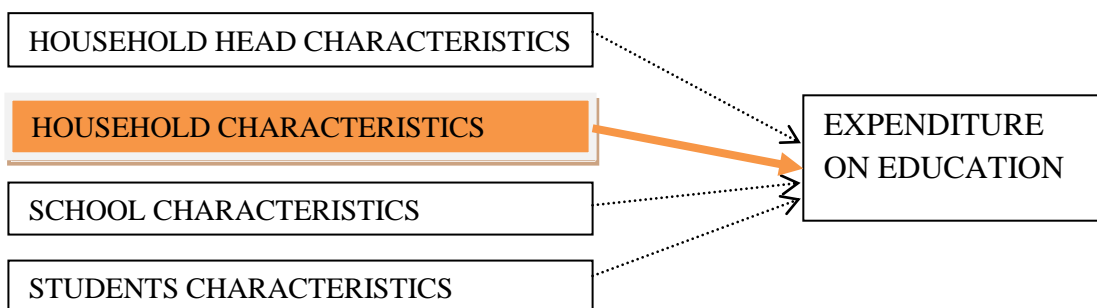 HOUSEHOLD HEAD CHARACTERISTICS
HOUSEHOLD CHARACTERISTICS
SCHOOL CHARACTERISTICS
STUDENTS CHARACTERISTICS
EXPENDITURE
ON EDUCATION